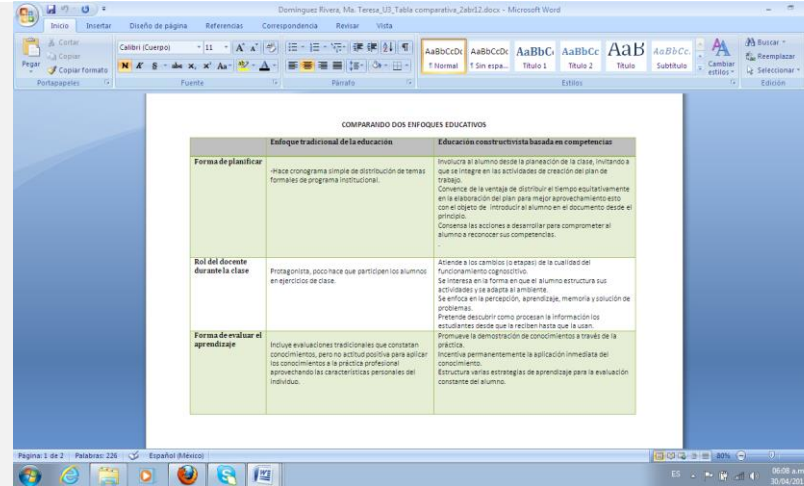 Dominguez Rivera, Ma. Teresa_U3_Tabla comparativa_2abr12.docx - Microsoft Word
Inicio Insertar Diseño de página Referencias Correspondencia Revisar Vista
Cortar
Copiar
Pegar
Copiar formato
Calibri (Cuerpo) 11
AaBbCcDc AaBbCcDc AaBbC AaBbCc AaB AaBbCc.
¶ Normal ¶ Sin espa... Título 1 Título 2 Título Subtítulo
Cambiar estilos
Buscar
Reemplazar
Seleccionar
Portapapeles Fuente Párrafo Estilos Edición
COMPARANDO DOS ENFOQUES EDUCATIVOS
Enfoque tradicional de la educación
Educación constructivista basada en competencias
Forma de planificar
-Hace cronograma simple de distribución de temas
formales de programa institucional.
Involucra al alumno desde la planeación de la clase, invitando a
que se integre en las actividades de creación del plan de
trabajo.
Convence de la ventaja de distribuir el tiempo equitativamente
en la elaboración del plan para mejor aprovechamiento esto
con el objeto de introducir al alumno en el documento desde el
principio.
Consensa las acciones a desarrollar para comprometer al
alumno a reconocer sus competencias.
.
Rol del docente
durante la clase
Protagonista, poco hace que participen los alumnos
en ejercicios de clase.
Atiende a los cambios (o etapas) de la cualidad del
funcionamiento cognoscitivo.
Se interesa en la forma en que el alumno estructura sus
actividades y se adapta al ambiente.
Se enfoca en la percepción, aprendizaje, memoria y solución de
problemas.
Pretende descubrir como procesan la información los
estudiantes desde que la reciben hasta que la usan.
Forma de evaluar el
aprendizaje
Incluye evaluaciones tradicionales que constatan
conocimientos, pero no actitud positiva para aplicar
los conocimientos a la práctica profesional
aprovechando las características personales del
individuo.
Promueve la demostración de conocimientos a través de la
práctica.
Incentiva permanentemente la aplicación inmediata del
conocimiento.
Estructura varias estrategias de aprendizaje para la evaluación
constante del alumno.
Página: 1 de 2 Palabras: 226 Español (México) 80%
ES 06:08 a.m.
30/04/201